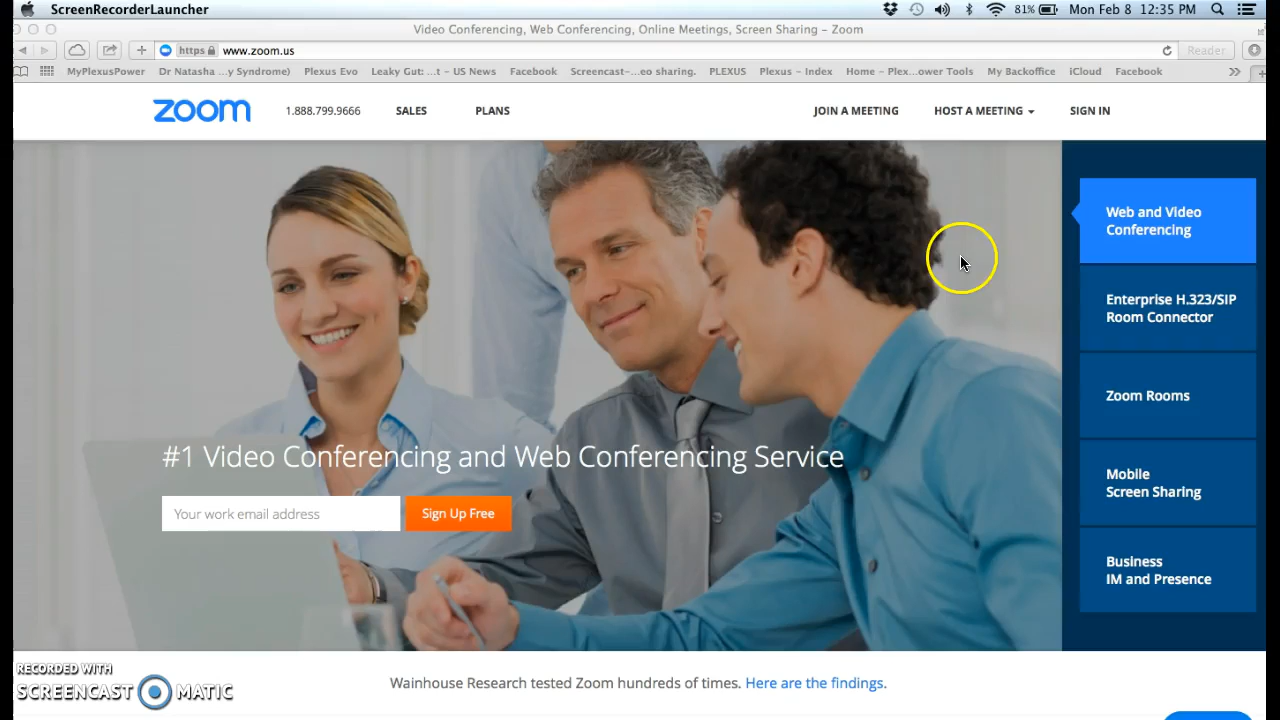 ScreenRecorderLauncher
81% Mon Feb 8 12:35 PM
Video Conferencing, Web Conferencing, Online Meetings, Screen Sharing – Zoom
https www.zoom.us Reader
MyPlexusPower Dr Natasha ...y Syndrome) Plexus Evo Leaky Gut: ...t – US News Facebook Screencast-...eo sharing. PLEXUS Plexus – Index Home – Plex...ower Tools My Backoffice iCloud Facebook
zoom 1.888.799.9666 SALES PLANS JOIN A MEETING HOST A MEETING SIGN IN
Web and Video
Conferencing
Enterprise H.323/SIP
Room Connector
Zoom Rooms
Mobile
Screen Sharing
Business
IM and Presence
#1 Video Conferencing and Web Conferencing Service
Your work email address Sign Up Free
RECORDED WITH
SCREENCAST MATIC
Wainhouse Research tested Zoom hundreds of times. Here are the findings.